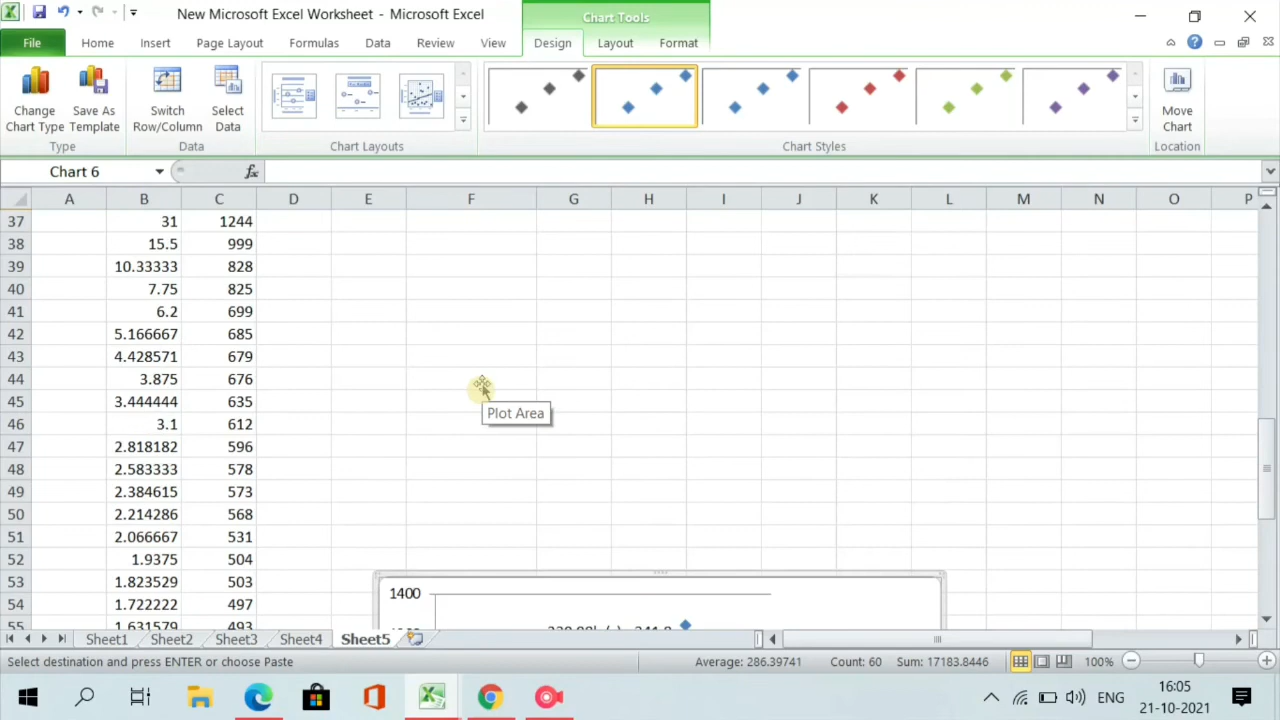 New Microsoft Excel Worksheet - Microsoft Excel
Chart Tools
File Home Insert Page Layout Formulas Data Review View Design Layout Format
Change Chart Type
Save As Template
Switch Row/Column
Select Data
Move Chart
Type Data Chart Layouts Chart Styles Location
Chart 6 fx
A B C D E F G H I J K L M N O P
37 31 1244
38 15.5 999
39 10.33333 828
40 7.75 825
41 6.2 699
42 5.166667 685
43 4.428571 679
44 3.875 676
45 3.444444 635
Plot Area
46 3.1 612
47 2.818182 596
48 2.583333 578
49 2.384615 573
50 2.214286 568
51 2.066667 531
52 1.9375 504
53 1.823529 503
1400
54 1.722222 497
55 1.631579 493
Sheet1 Sheet2 Sheet3 Sheet4 Sheet5
Select destination and press ENTER or choose Paste Average: 286.39741 Count: 60 Sum: 17183.8446 100%
ENG
16:05
21-10-2021